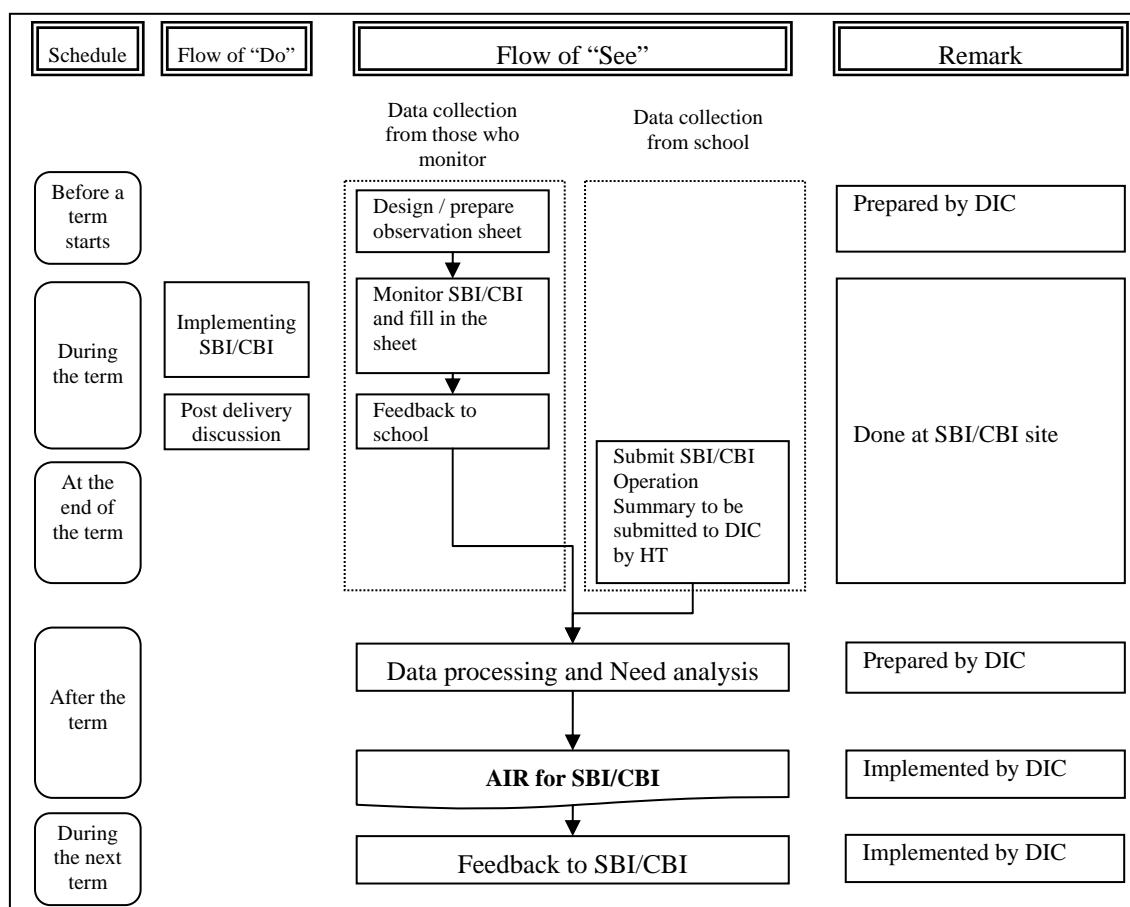 Schedule
Flow of “Do”
Flow of “See”
Remark
Data collection
from those who
monitor
Data collection
from school
Before a
term
starts
Design / prepare
observation sheet
Prepared by DIC
During
the term
Implementing
SBI/CBI
Monitor SBI/CBI
and fill in the
sheet
Post delivery
discussion
Feedback to
school
Done at SBI/CBI site
At the
end of
the term
Submit SBI/CBI
Operation
Summary to be
submitted to DIC
by HT
After the
term
Data processing and Need analysis
Prepared by DIC
AIR for SBI/CBI
Implemented by DIC
During
the next
term
Feedback to SBI/CBI
Implemented by DIC